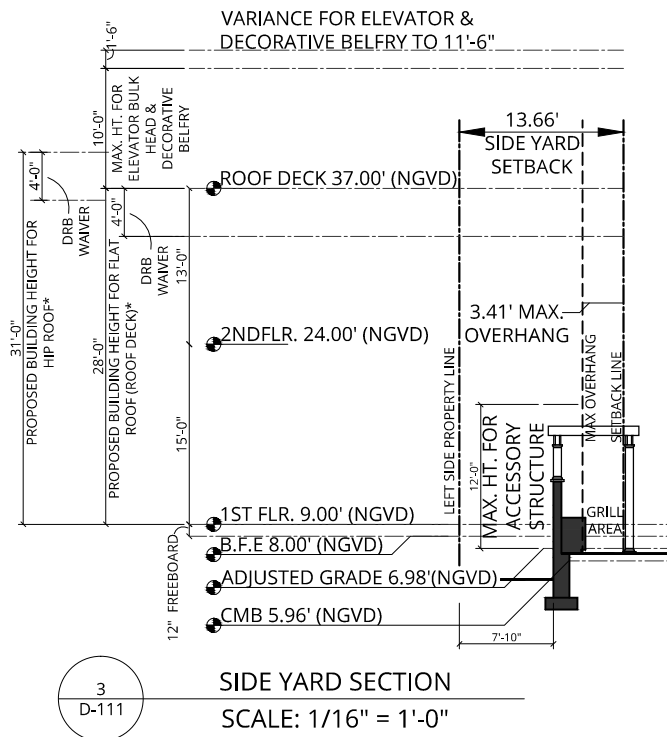 VARIANCE FOR ELEVATOR &
DECORATIVE BELFRY TO 11'-6"
1'-6"
10'-0"
MAX. HT. FOR
ELEVATOR BULK
HEAD &
DECORATIVE
BELFRY
13.66'
SIDE YARD
SETBACK
4'-0"
DRB
WAIVER
ROOF DECK 37.00' (NGVD)
4'-0"
DRB
WAIVER
13'-0"
31'-0"
PROPOSED BUILDING HEIGHT FOR
HIP ROOF*
28'-0"
PROPOSED BUILDING HEIGHT FOR FLAT
ROOF (ROOF DECK)*
3.41' MAX.
OVERHANG
2NDFLR. 24.00' (NGVD)
15'-0"
LEFT SIDE PROPERTY LINE
12'-0"
MAX. HT. FOR
ACCESSORY
STRUCTURE
MAX OVERHANG
SETBACK LINE
GRILL
AREA
1ST FLR. 9.00' (NGVD)
B.F.E 8.00' (NGVD)
12" FREEBOARD
ADJUSTED GRADE 6.98'(NGVD)
CMB 5.96' (NGVD)
7'-10"
3
D-111
SIDE YARD SECTION
SCALE: 1/16" = 1'-0"